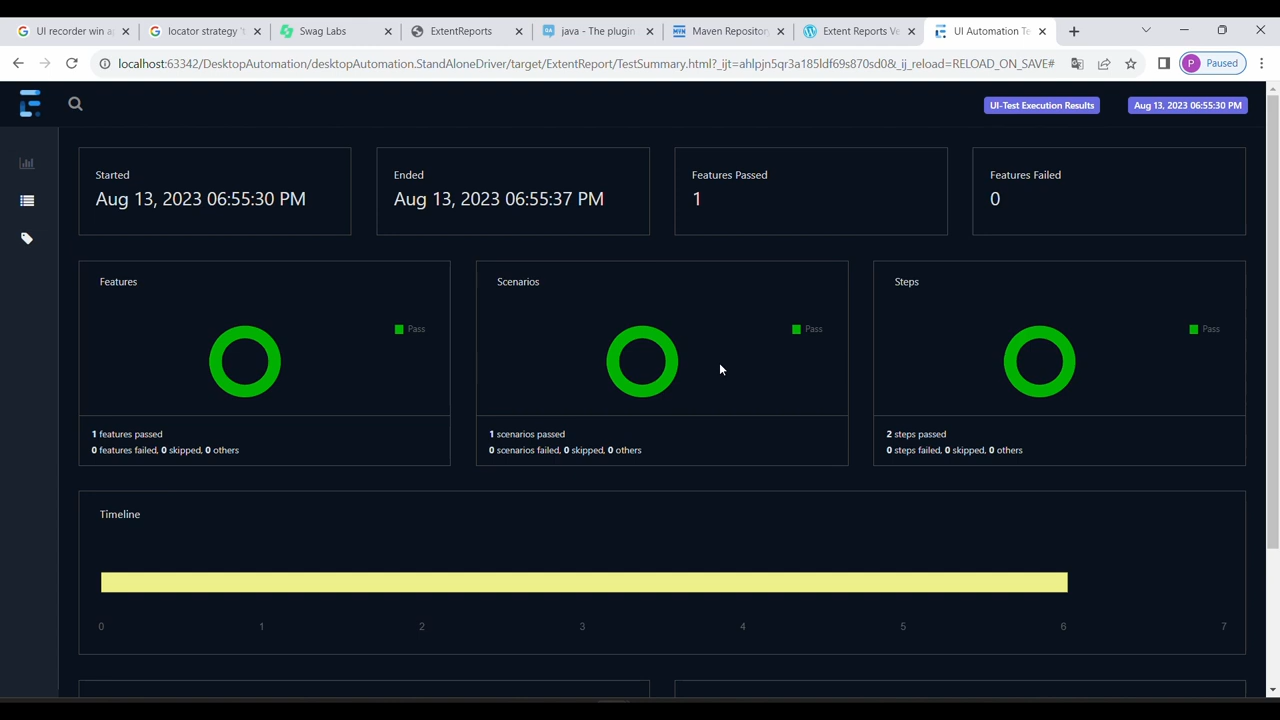 UI recorder win a
locator strategy 't
Swag Labs
ExtentReports
java - The plugin
Maven Repositor
Extent Reports Ve
UI Automation Te
localhost:63342/DesktopAutomation/desktopAutomation.StandAloneDriver/target/ExtentReport/TestSummary.html?_ijt=ahlpjn5qr3a185ldf69s870sd0&_ij_reload=RELOAD_ON_SAVE#
P
Paused
UI-Test Execution Results
Aug 13, 2023 06:55:30 PM
Started
Aug 13, 2023 06:55:30 PM
Ended
Aug 13, 2023 06:55:37 PM
Features Passed
1
Features Failed
0
Features
Pass
1 features passed
0 features failed, 0 skipped, 0 others
Scenarios
Pass
1 scenarios passed
0 scenarios failed, 0 skipped, 0 others
Steps
Pass
2 steps passed
0 steps failed, 0 skipped, 0 others
Timeline
0 1 2 3 4 5 6 7